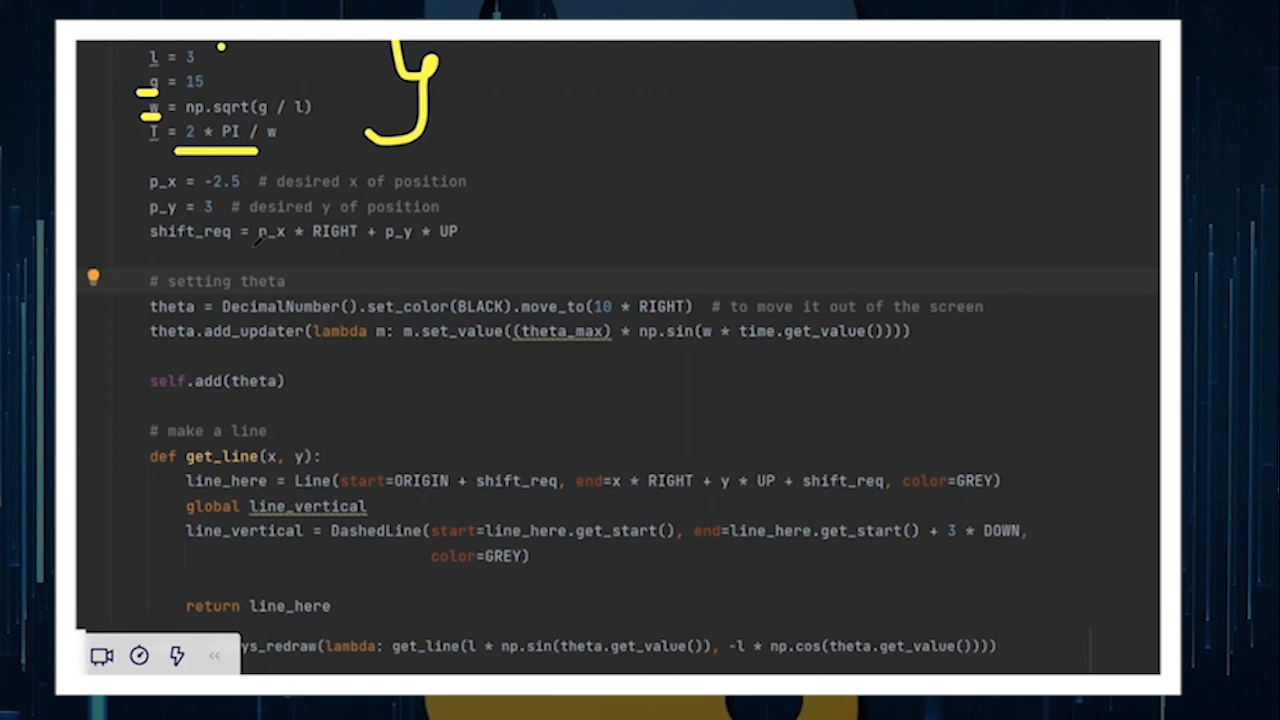 l = 3
g = 15
w = np.sqrt(g / l)
T = 2 * PI / w
y
p_x = -2.5  # desired x of position
p_y = 3  # desired y of position
shift_req = p_x * RIGHT + p_y * UP
# setting theta
theta = DecimalNumber().set_color(BLACK).move_to(10 * RIGHT)  # to move it out of the screen
theta.add_updater(lambda m: m.set_value((theta_max) * np.sin(w * time.get_value())))
self.add(theta)
# make a line
def get_line(x, y):
line_here = Line(start=ORIGIN + shift_req, end=x * RIGHT + y * UP + shift_req, color=GREY)
global line_vertical
line_vertical = DashedLine(start=line_here.get_start(), end=line_here.get_start() + 3 * DOWN,
color=GREY)
return line_here
ys_redraw(lambda: get_line(l * np.sin(theta.get_value()), -l * np.cos(theta.get_value())))